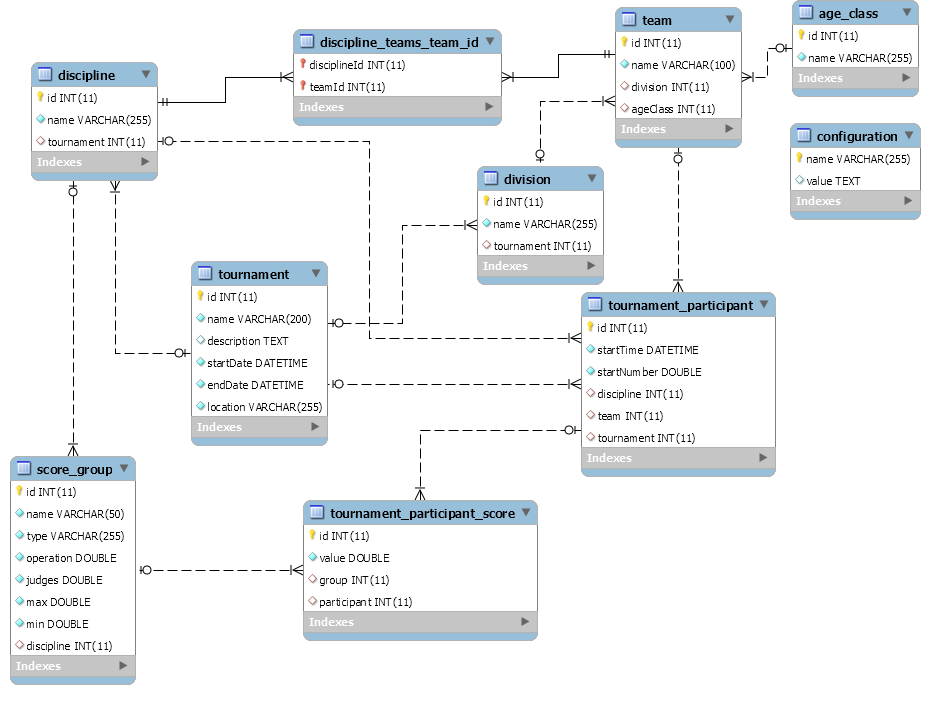 discipline
id INT(11)
name VARCHAR(255)
tournament INT(11)
Indexes
discipline_teams_team_id
disciplineId INT(11)
teamId INT(11)
Indexes
team
id INT(11)
name VARCHAR(100)
division INT(11)
ageClass INT(11)
Indexes
age_class
id INT(11)
name VARCHAR(255)
Indexes
configuration
name VARCHAR(255)
value TEXT
Indexes
division
id INT(11)
name VARCHAR(255)
tournament INT(11)
Indexes
tournament
id INT(11)
name VARCHAR(200)
description TEXT
startDate DATETIME
endDate DATETIME
location VARCHAR(255)
Indexes
tournament_participant
id INT(11)
startTime DATETIME
startNumber DOUBLE
discipline INT(11)
team INT(11)
tournament INT(11)
Indexes
score_group
id INT(11)
name VARCHAR(50)
type VARCHAR(255)
operation DOUBLE
judges DOUBLE
max DOUBLE
min DOUBLE
discipline INT(11)
Indexes
tournament_participant_score
id INT(11)
value DOUBLE
group INT(11)
participant INT(11)
Indexes